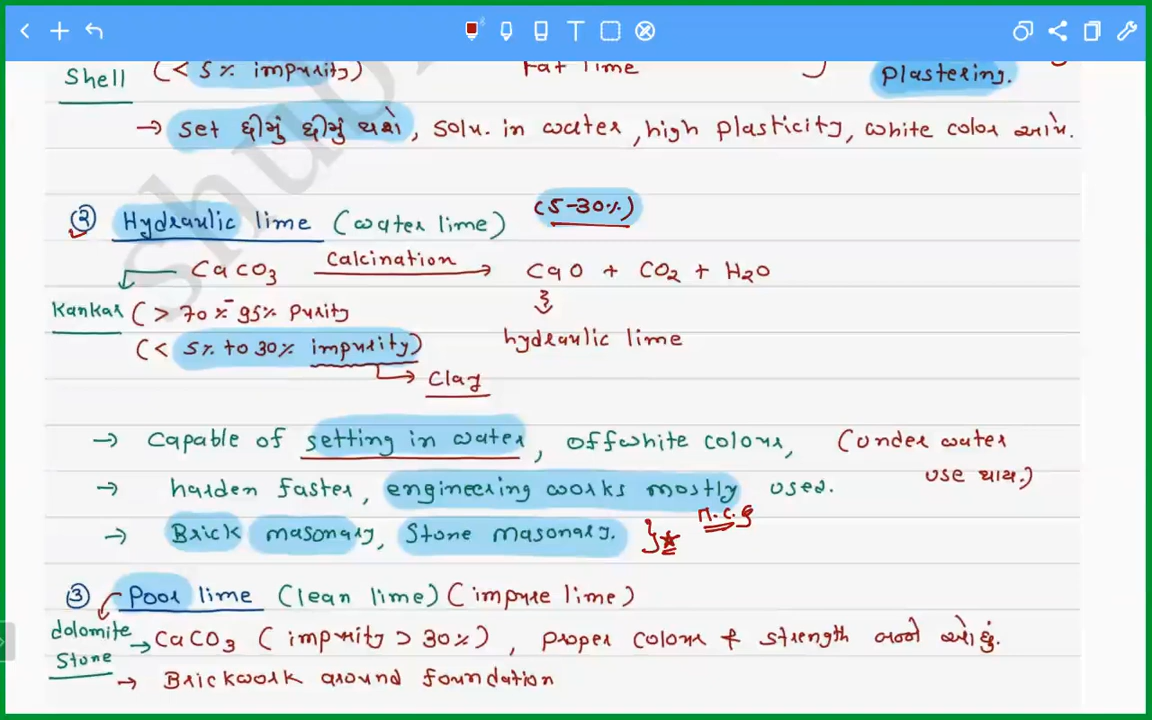 Shell (< 5% impurity) Fat lime Plastering.
→ Set ધીમું ધીમું થશે, Solu. in water, high plasticity, white color આપે.
② Hydraulic lime (water lime) (5-30%)
CaCO3 Calcination → CaO + CO2 + H2O
Kankar (> 70%-95% Purity
(< 5% to 30% impurity) hydraulic lime
→ Clay
→ Capable of setting in water, offwhite colour, (under water
→ harden faster, engineering works mostly used. use થાય.)
→ Brick masonary, Stone masonary. }★ M.C.Q
③ Poor lime (lean lime) (impure lime)
dolomite Stone → CaCO3 (impurity > 30%), proper colour & strength બન્ને ઓછું.
→ Brickwork around foundation